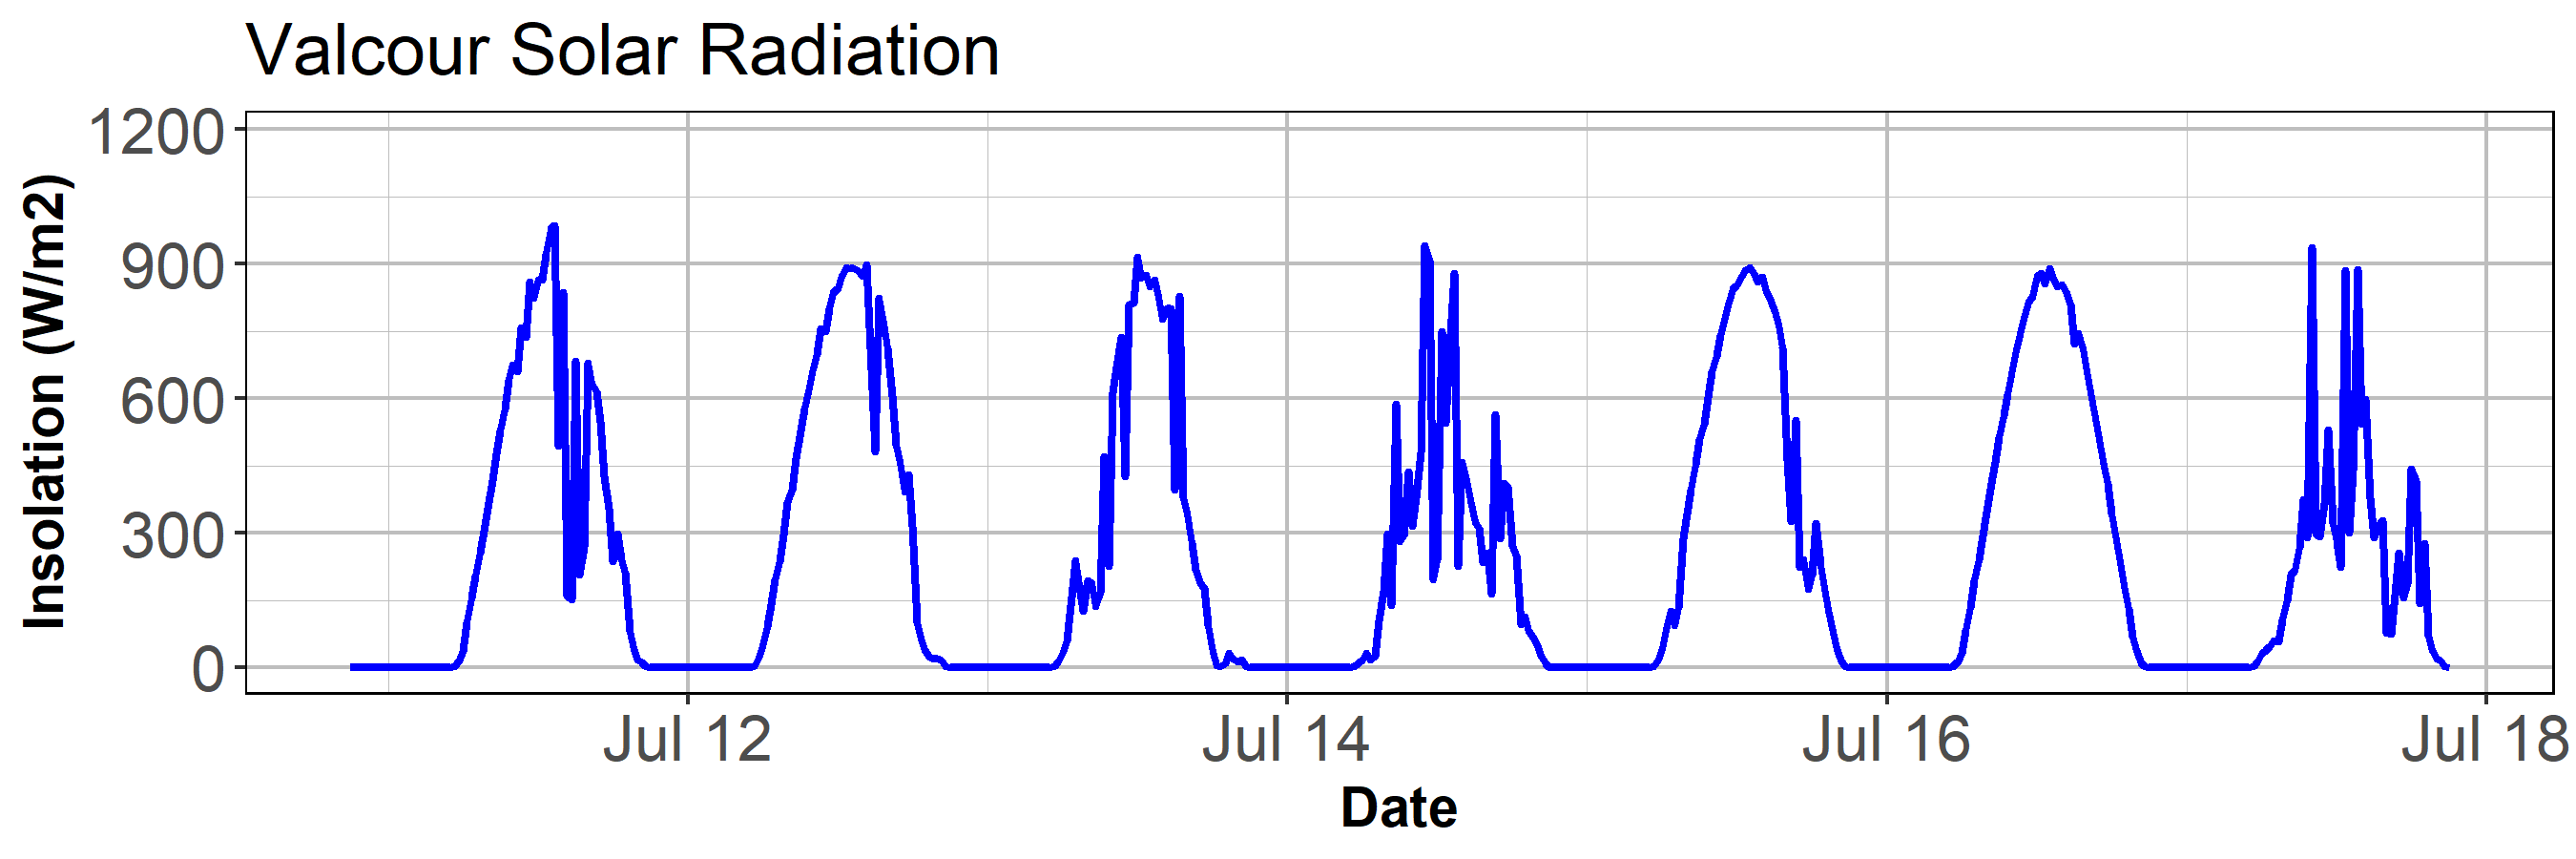 Valcour Solar Radiation
Insolation (W/m2)
1200
900
600
300
0
Jul 12
Jul 14
Jul 16
Jul 18
Date